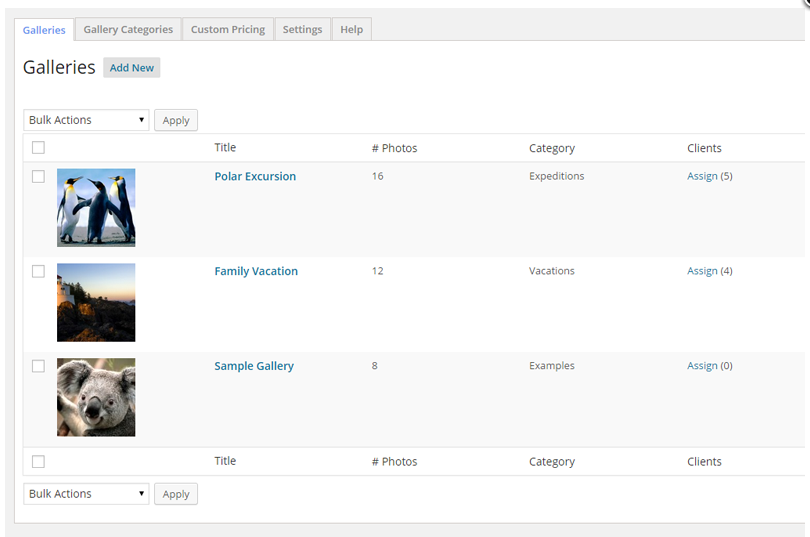 Galleries Gallery Categories Custom Pricing Settings Help
Galleries Add New
Bulk Actions Apply
Title # Photos Category Clients
Polar Excursion 16 Expeditions Assign (5)
Family Vacation 12 Vacations Assign (4)
Sample Gallery 8 Examples Assign (0)
Title # Photos Category Clients
Bulk Actions Apply